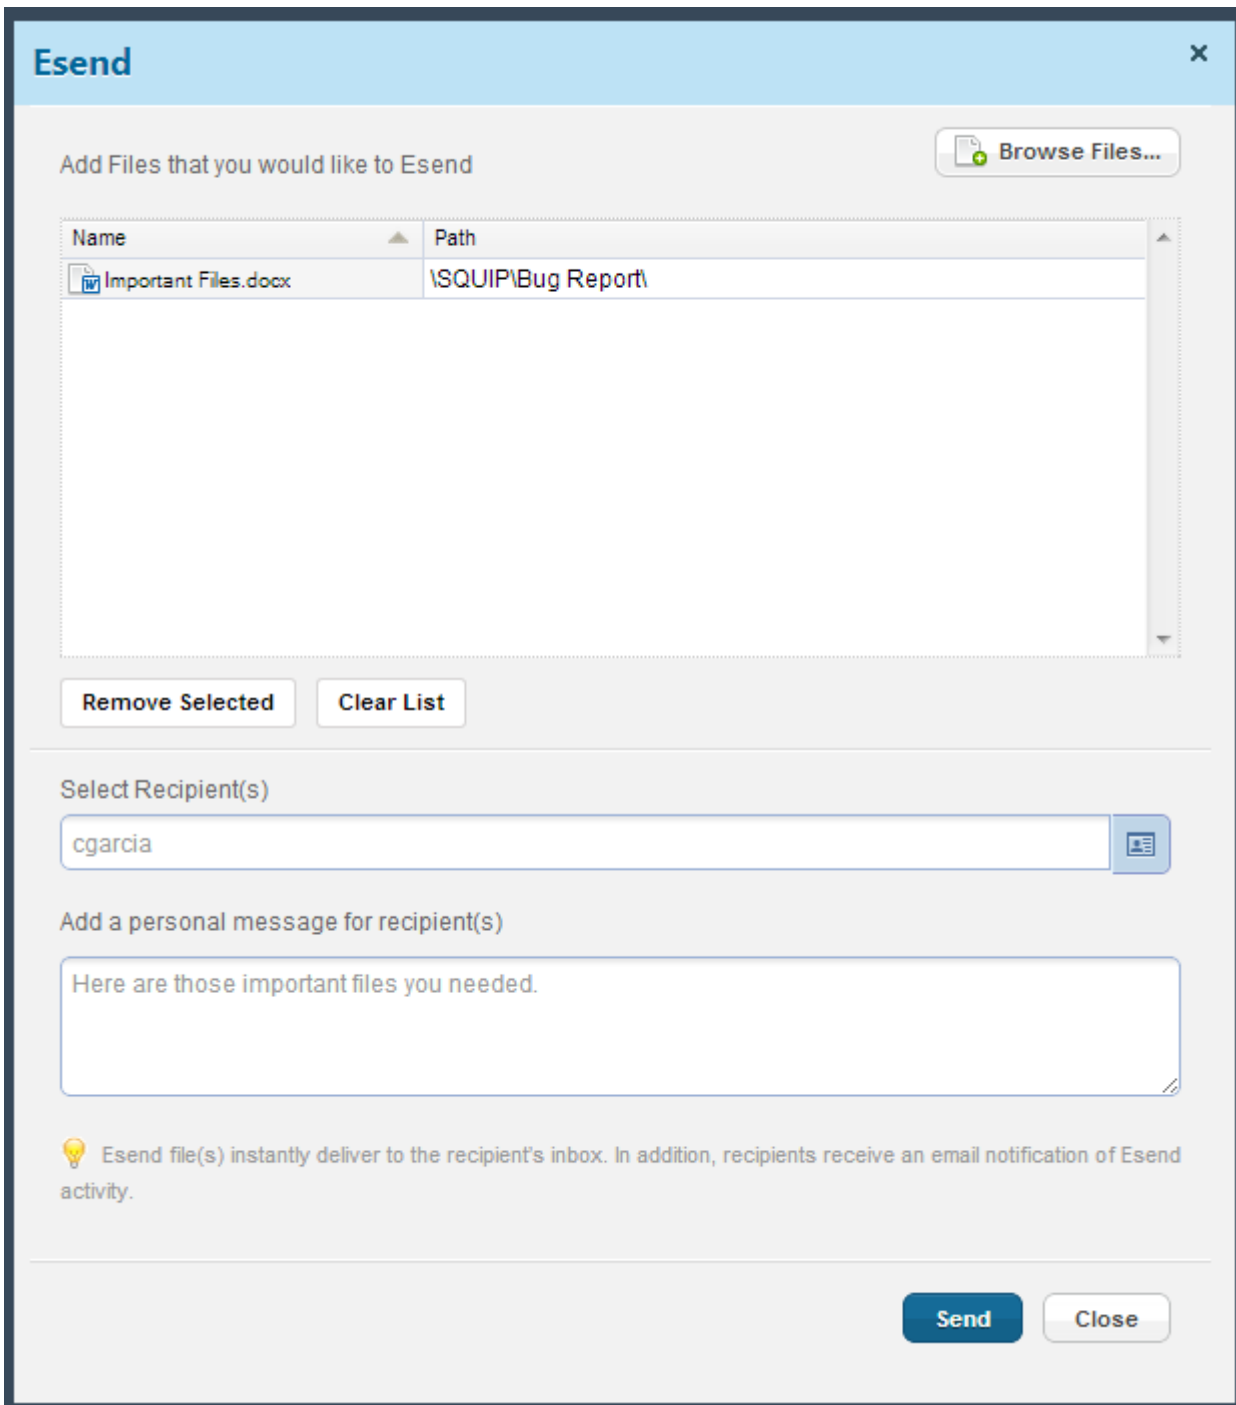 Esend
Add Files that you would like to Esend
Browse Files...
Name Path
Important Files.docx \SQUIP\Bug Report\
Remove Selected Clear List
Select Recipient(s)
cgarcia
Add a personal message for recipient(s)
Here are those important files you needed.
Esend file(s) instantly deliver to the recipient's inbox. In addition, recipients receive an email notification of Esend
activity.
Send Close